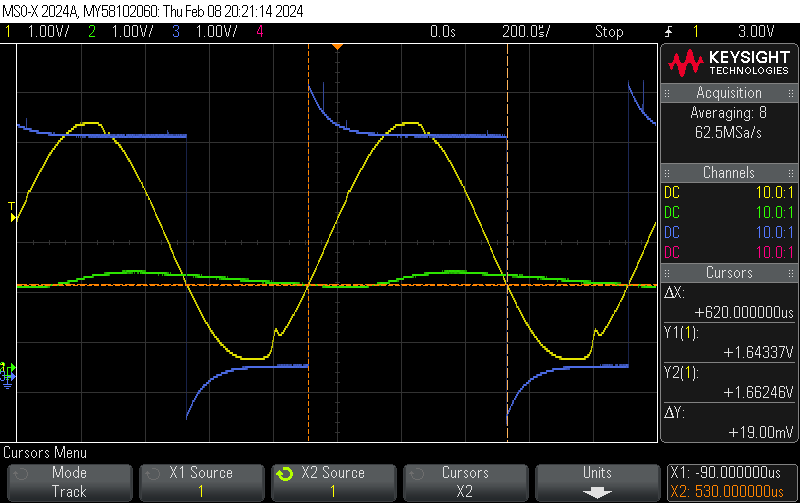 MSO-X 2024A, MY58102060: Thu Feb 08 20:21:14 2024
1 1.00V/ 2 1.00V/ 3 1.00V/ 4 0.0s 200.0s/ Stop 1 3.00V
KEYSIGHT
TECHNOLOGIES
Acquisition
Averaging: 8
62.5MSa/s
Channels
DC 10.0:1
DC 10.0:1
DC 10.0:1
DC 10.0:1
Cursors
ΔX:
+620.000000us
Y1(1):
+1.64337V
Y2(1):
+1.66246V
ΔY:
+19.00mV
T
Cursors Menu
Mode
Track
X1 Source
1
X2 Source
1
Cursors
X2
Units
X1: -90.000000us
X2: 530.000000us